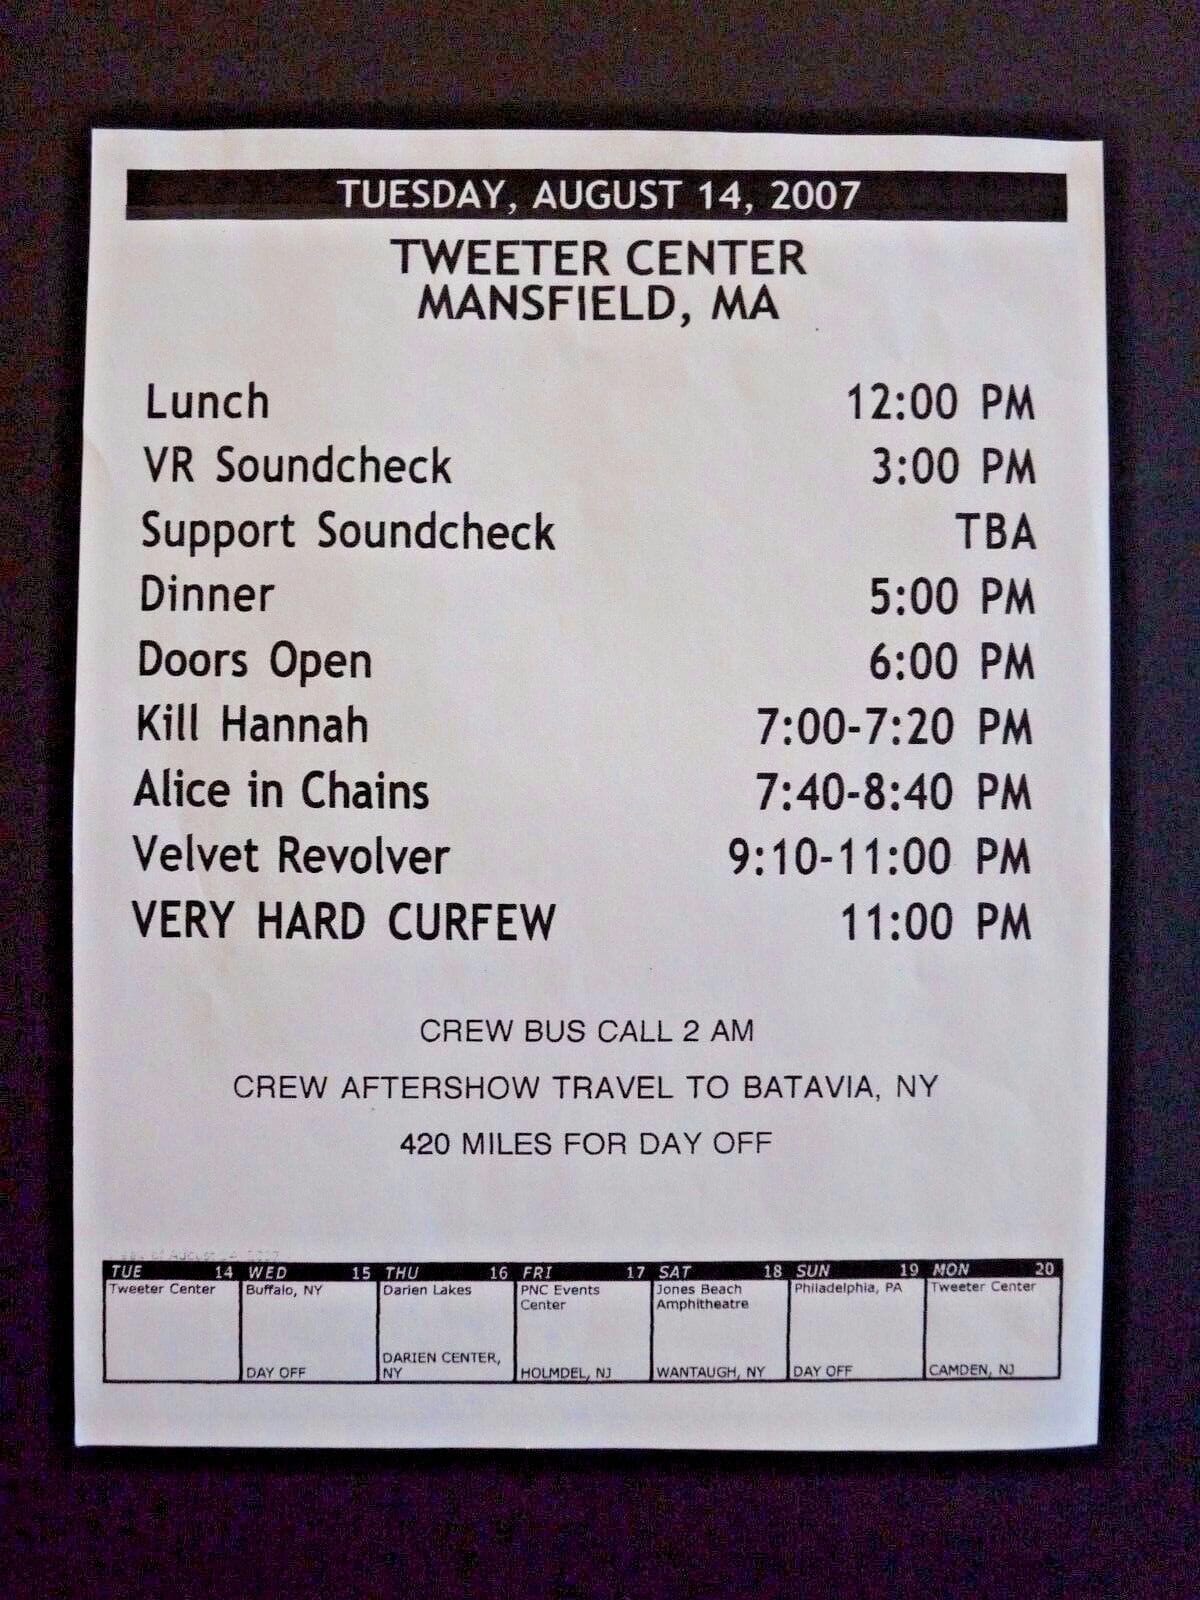 TUESDAY, AUGUST 14, 2007
TWEETER CENTER
MANSFIELD, MA
Lunch 12:00 PM
VR Soundcheck 3:00 PM
Support Soundcheck TBA
Dinner 5:00 PM
Doors Open 6:00 PM
Kill Hannah 7:00-7:20 PM
Alice in Chains 7:40-8:40 PM
Velvet Revolver 9:10-11:00 PM
VERY HARD CURFEW 11:00 PM
CREW BUS CALL 2 AM
CREW AFTERSHOW TRAVEL TO BATAVIA, NY
420 MILES FOR DAY OFF
of August 14, 2007
TUE 14 WED 15 THU 16 FRI 17 SAT 18 SUN 19 MON 20
Tweeter Center
Buffalo, NY
DAY OFF
Darien Lakes
DARIEN CENTER,
NY
PNC Events
Center
HOLMDEL, NJ
Jones Beach
Amphitheatre
WANTAUGH, NY
Philadelphia, PA
DAY OFF
Tweeter Center
CAMDEN, NJ